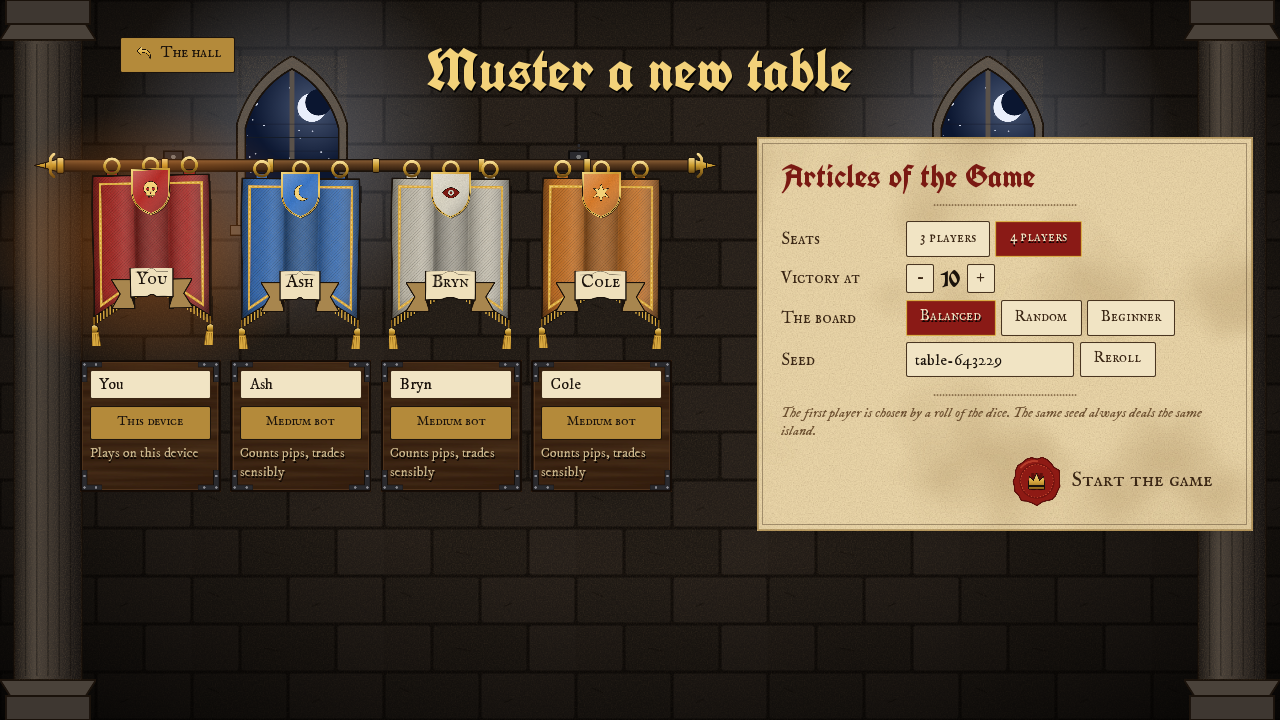 The hall
Muster a new table
You
Ash
Bryn
Cole
You
Ash
Bryn
Cole
This device
Medium bot
Medium bot
Medium bot
Plays on this device
Counts pips, trades
sensibly
Counts pips, trades
sensibly
Counts pips, trades
sensibly
Articles of the Game
Seats
3 players
4 players
Victory at
- 10 +
The board
Balanced
Random
Beginner
Seed
table-643229
Reroll
The first player is chosen by a roll of the dice. The same seed always deals the same
island.
Start the game